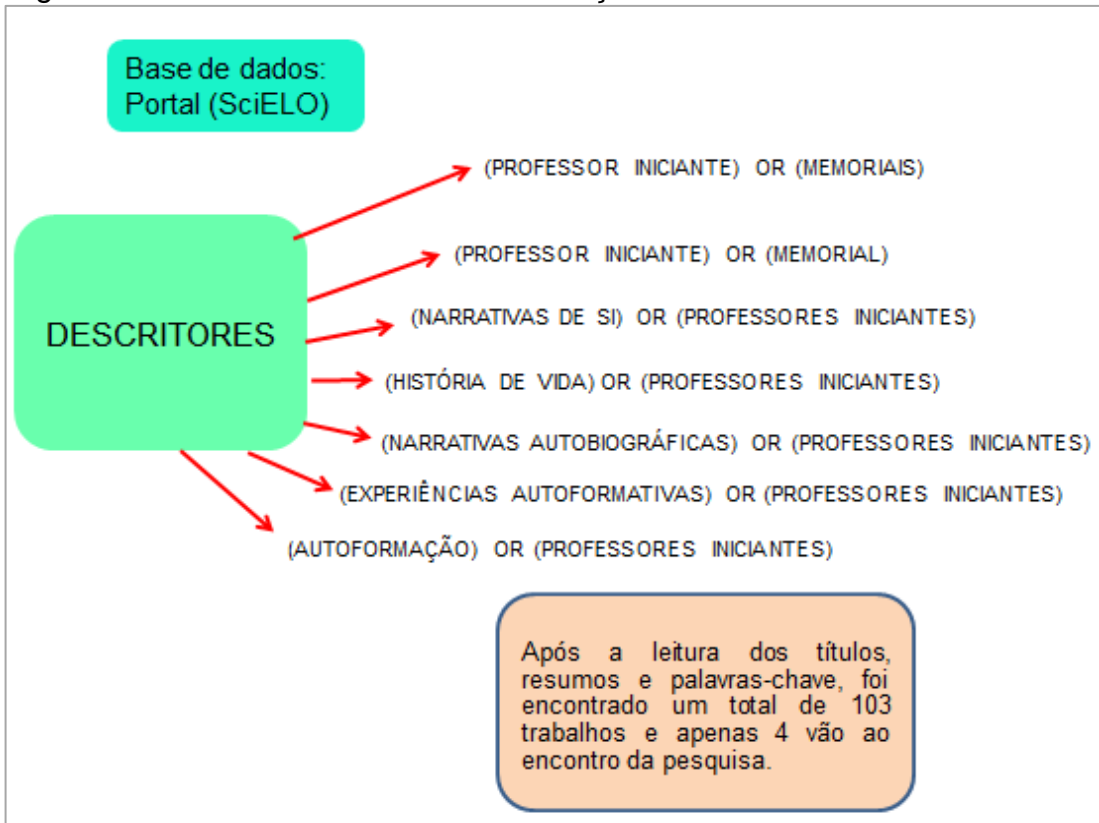 Base de dados:
Portal (SciELO)
(PROFESSOR INICIANTE) OR (MEMORIAIS)
(PROFESSOR INICIANTE) OR (MEMORIAL)
(NARRATIVAS DE SI) OR (PROFESSORES INICIANTES)
DESCRITORES
(HISTÓRIA DE VIDA) OR (PROFESSORES INICIANTES)
(NARRATIVAS AUTOBIOGRÁFICAS) OR (PROFESSORES INICIANTES)
(EXPERIÊNCIAS AUTOFORMATIVAS) OR (PROFESSORES INICIANTES)
(AUTOFORMAÇÃO) OR (PROFESSORES INICIANTES)
Após a leitura dos títulos,
resumos e palavras-chave, foi
encontrado um total de 103
trabalhos e apenas 4 vão ao
encontro da pesquisa.